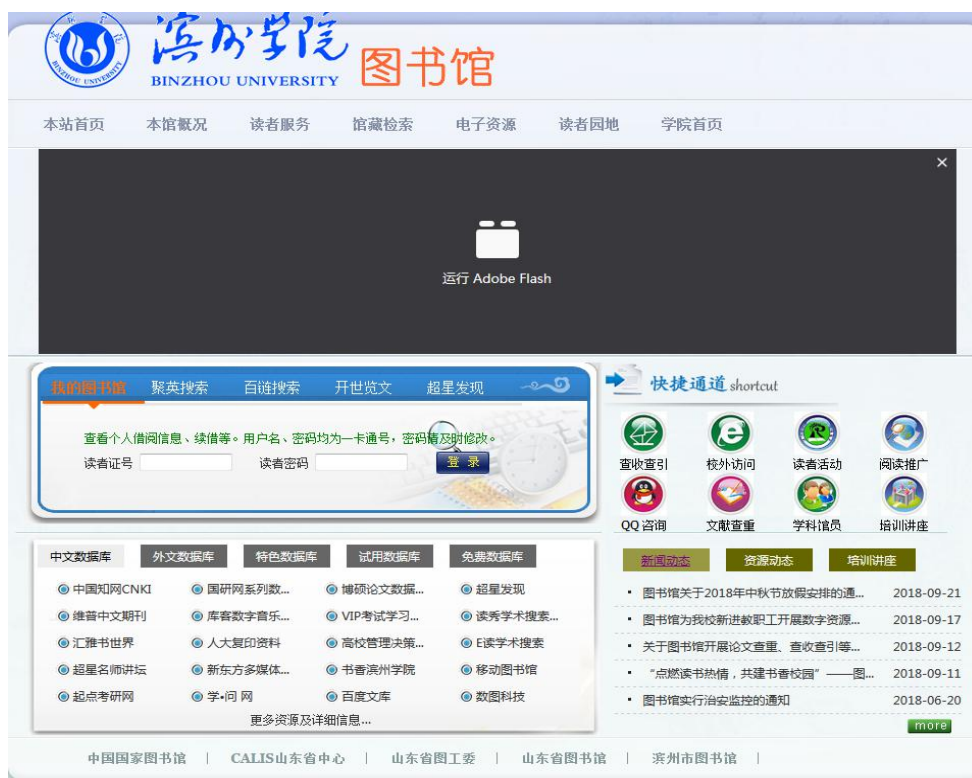 滨州学院
BINZHOU UNIVERSITY
图书馆
本站首页 本馆概况 读者服务 馆藏检索 电子资源 读者园地 学院首页
运行 Adobe Flash
我的图书馆 聚英搜索 百链搜索 开世览文 超星发现
快捷通道 shortcut
查看个人借阅信息、续借等。用户名、密码均为一卡通号，密码请及时修改。
读者证号 读者密码 登 录
查收查引 校外访问 读者活动 阅读推广
QQ咨询 文献查重 学科馆员 培训讲座
中文数据库 外文数据库 特色数据库 试用数据库 免费数据库
新闻动态 资源动态 培训讲座
中国知网CNKI 国研网系列数... 博硕论文数据... 超星发现
维普中文期刊 库客数字音乐... VIP考试学习... 读秀学术搜索...
汇雅书世界 人大复印资料 高校管理决策... E读学术搜索
超星名师讲坛 新东方多媒体... 书香滨州学院 移动图书馆
起点考研网 学•问 网 百度文库 数图科技
更多资源及详细信息...
图书馆关于2018年中秋节放假安排的通... 2018-09-21
图书馆为我校新进教职工开展数字资源... 2018-09-17
关于图书馆开展论文查重、查收查引等... 2018-09-12
“点燃读书热情，共建书香校园”——图... 2018-09-11
图书馆实行治安监控的通知 2018-06-20
more
中国国家图书馆 | CALIS山东省中心 | 山东省图工委 | 山东省图书馆 | 滨州市图书馆 |